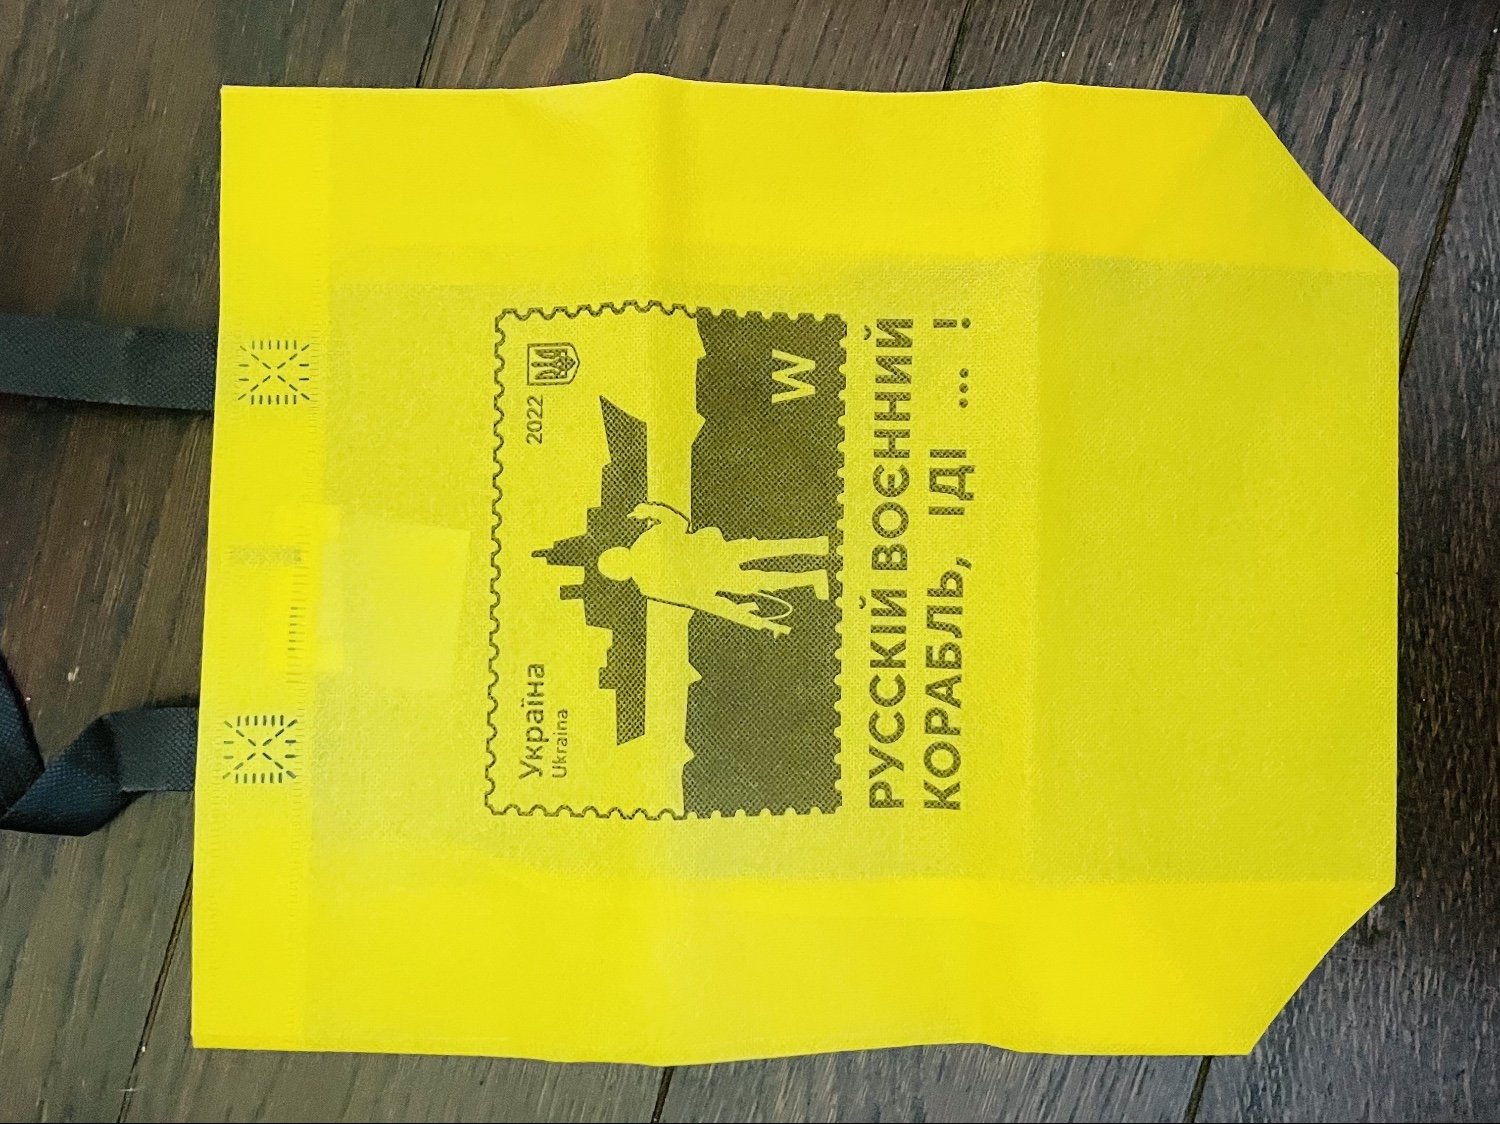 2022
Україна
Ukraina
W
РУССКІЙ ВОЄННИЙ
КОРАБЛЬ, ІДІ ... !